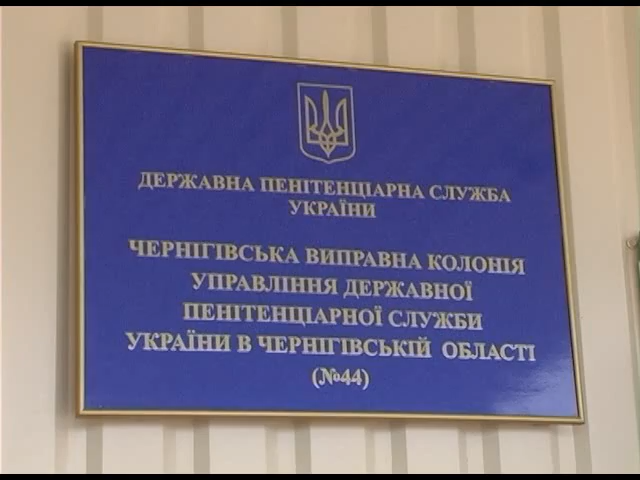 ДЕРЖАВНА ПЕНІТЕНЦІАРНА СЛУЖБА
УКРАЇНИ
ЧЕРНІГІВСЬКА ВИПРАВНА КОЛОНІЯ
УПРАВЛІННЯ ДЕРЖАВНОЇ
ПЕНІТЕНЦІАРНОЇ СЛУЖБИ
УКРАЇНИ В ЧЕРНІГІВСЬКІЙ ОБЛАСТІ
(№44)